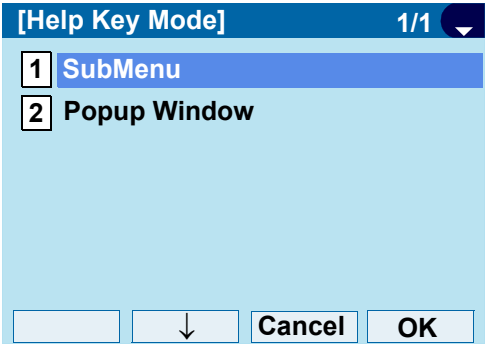 [Help Key Mode] 1/1
1 SubMenu
2 Popup Window
↓ Cancel OK